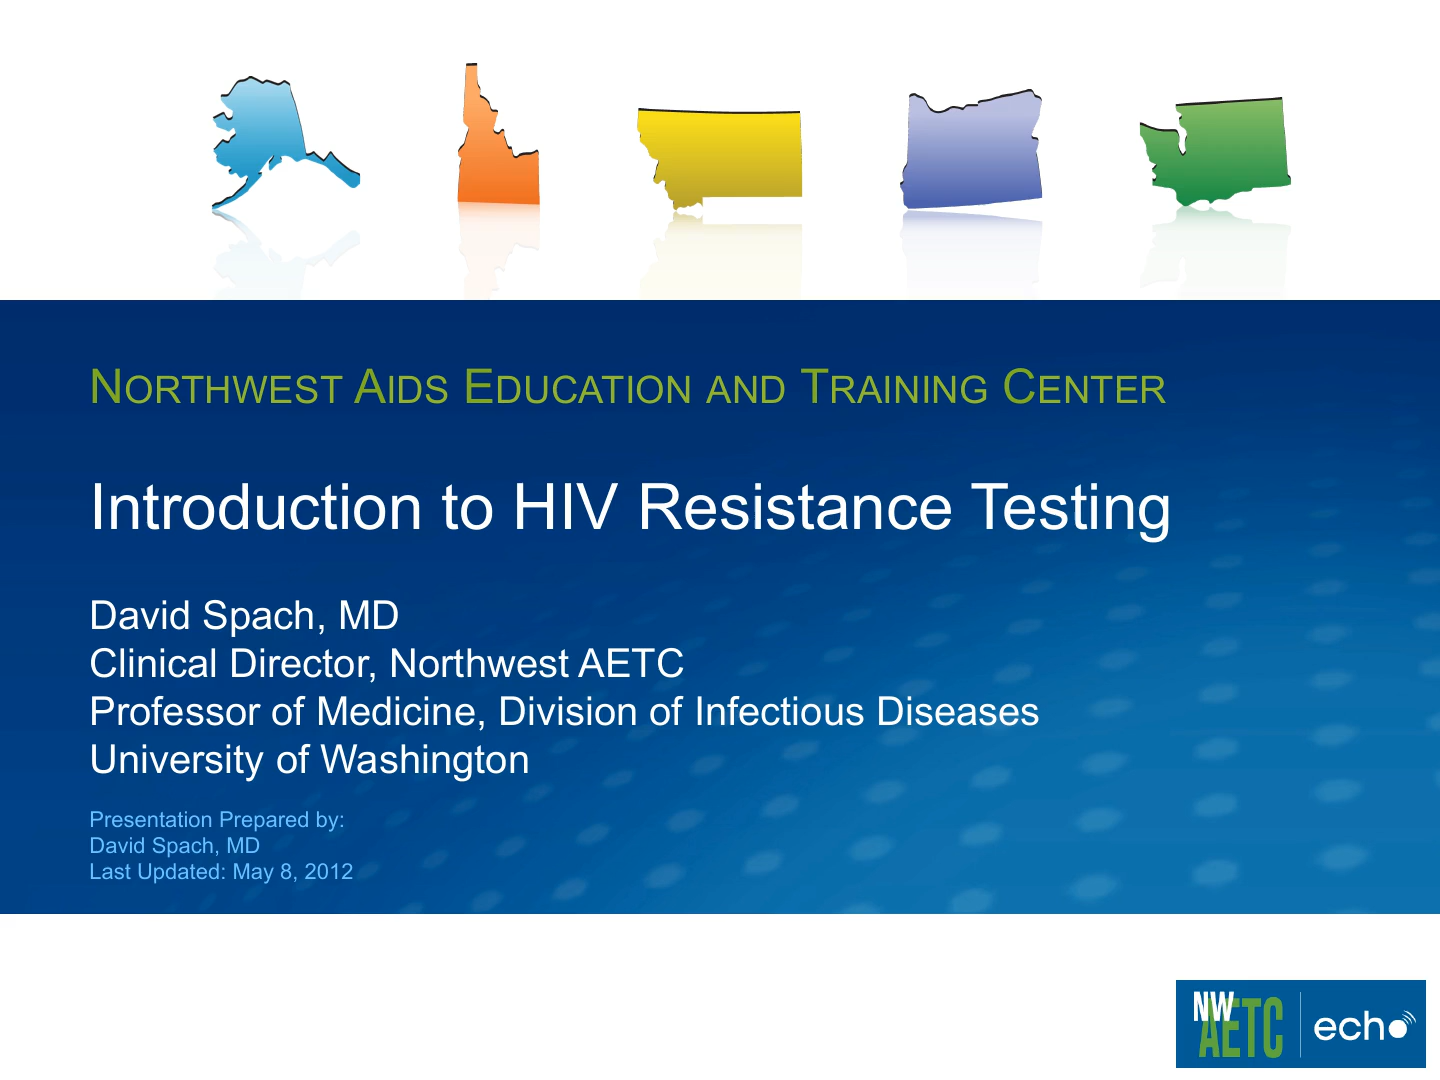 Northwest Aids Education and Training Center
Introduction to HIV Resistance Testing
David Spach, MD
Clinical Director, Northwest AETC
Professor of Medicine, Division of Infectious Diseases
University of Washington
Presentation Prepared by:
David Spach, MD
Last Updated: May 8, 2012
NW
AETC
echo